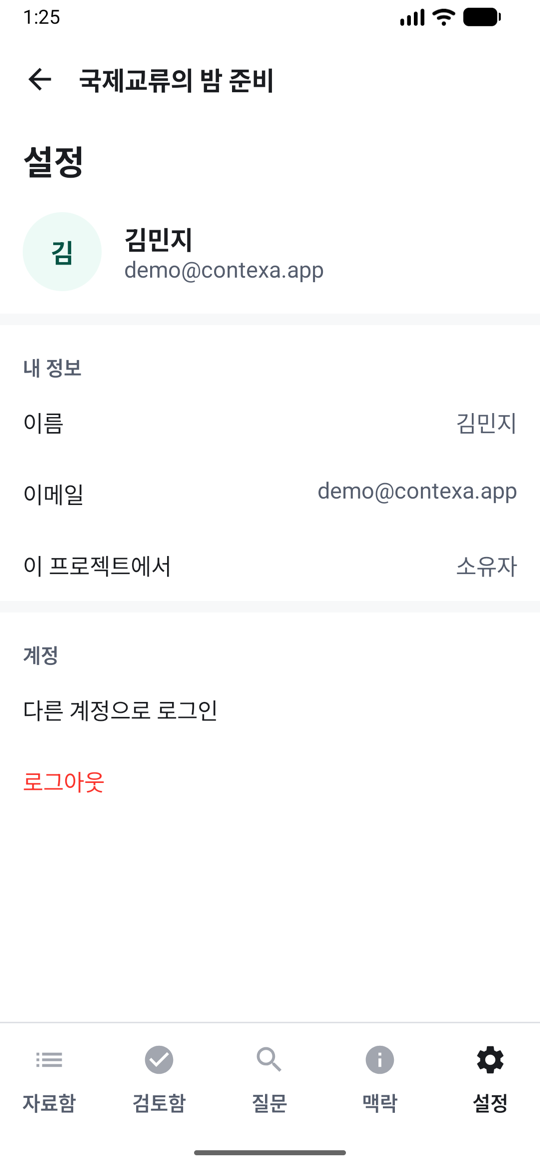 1:25
국제교류의 밤 준비
설정
김
김민지
demo@contexa.app
내 정보
이름 김민지
이메일 demo@contexa.app
이 프로젝트에서 소유자
계정
다른 계정으로 로그인
로그아웃
자료함 검토함 질문 맥락 설정